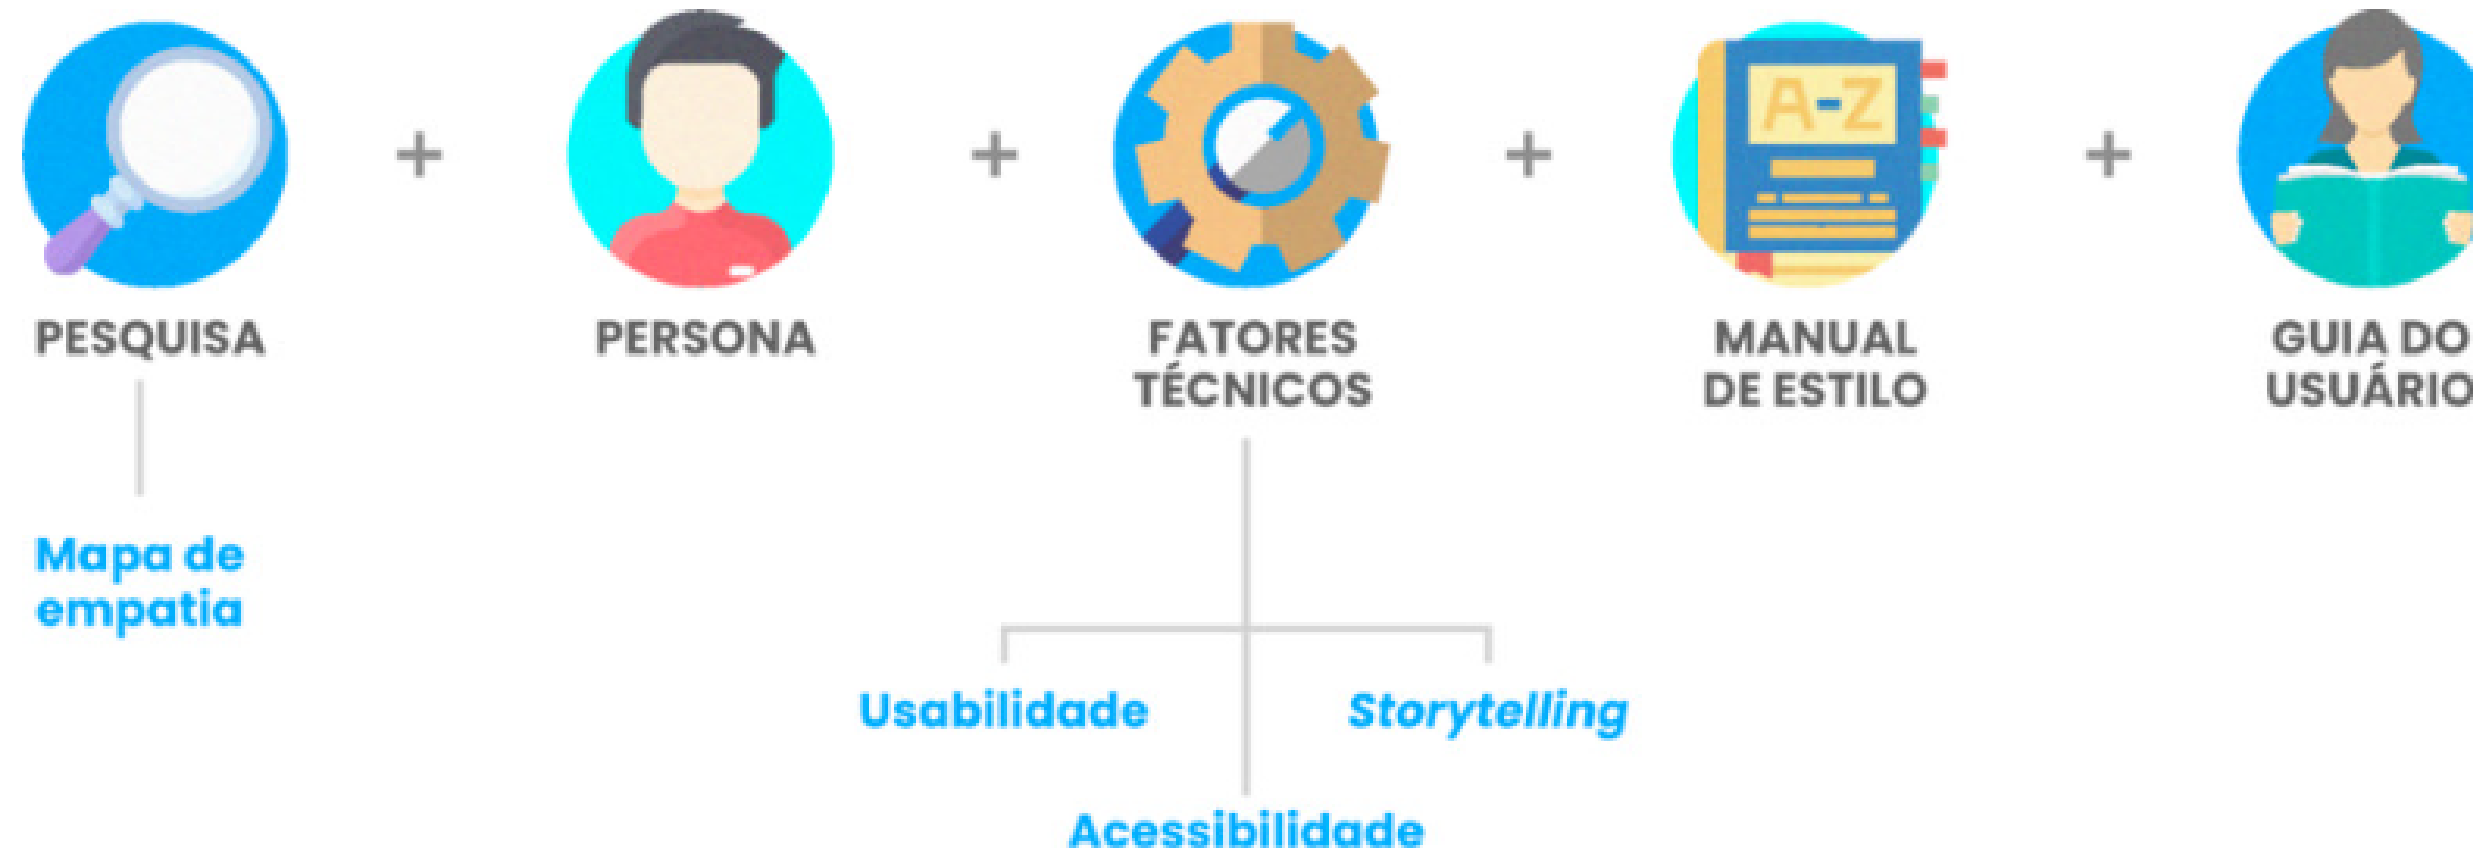 A-Z
PESQUISA
PERSONA
FATORES
TÉCNICOS
MANUAL
DE ESTILO
GUIA DO
USUÁRIO
Mapa de
empatia
Usabilidade
Storytelling
Acessibilidade